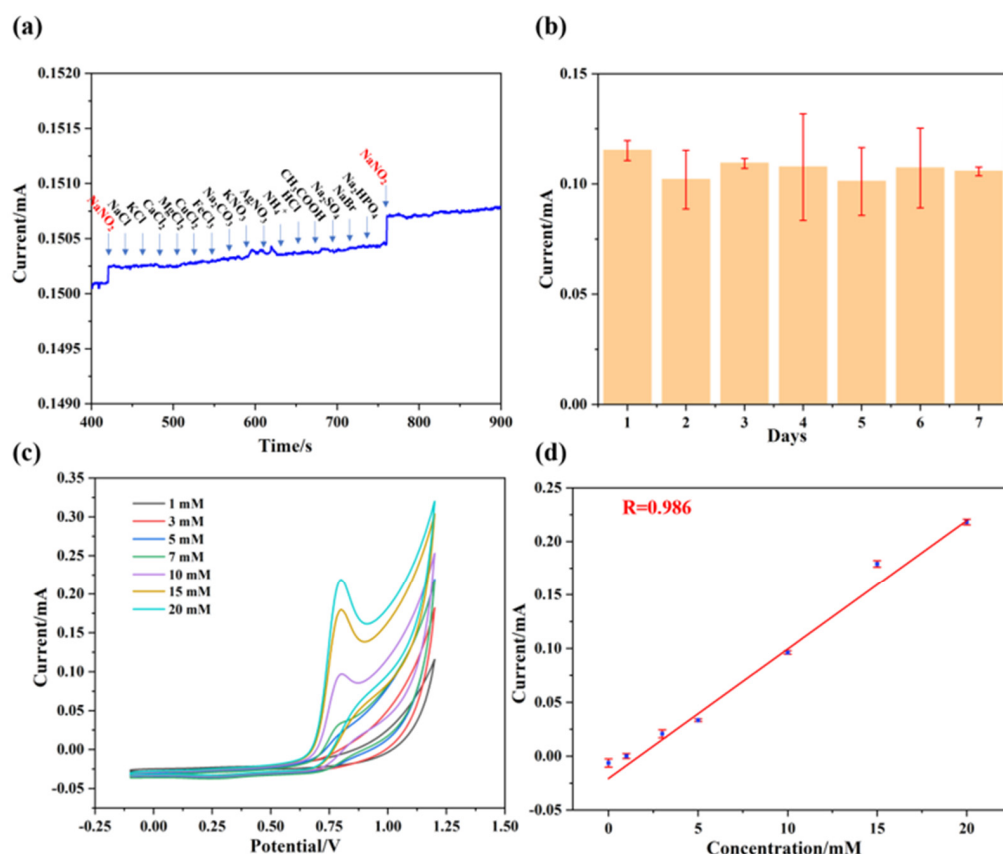 (a)
0.1520
0.1515
0.1510
0.1505
0.1500
0.1495
0.1490
Current/mA
NaNO₂
NaCl
KCl
CaCl₂
MgCl₂
CuCl₂
FeCl₃
Na₂CO₃
KNO₃
AgNO₃
NH₄⁺
HCl
CH₃COOH
Na₂SO₄
NaBr
Na₂HPO₄
NaNO₂
400 500 600 700 800 900
Time/s
(b)
0.15
0.10
0.05
0.00
Current/mA
1 2 3 4 5 6 7
Days
(c)
0.35
0.30
0.25
0.20
0.15
0.10
0.05
0.00
-0.05
Current/mA
1 mM
3 mM
5 mM
7 mM
10 mM
15 mM
20 mM
-0.25 0.00 0.25 0.50 0.75 1.00 1.25 1.50
Potential/V
(d)
R=0.986
0.25
0.20
0.15
0.10
0.05
0.00
-0.05
Current/mA
0 5 10 15 20
Concentration/mM